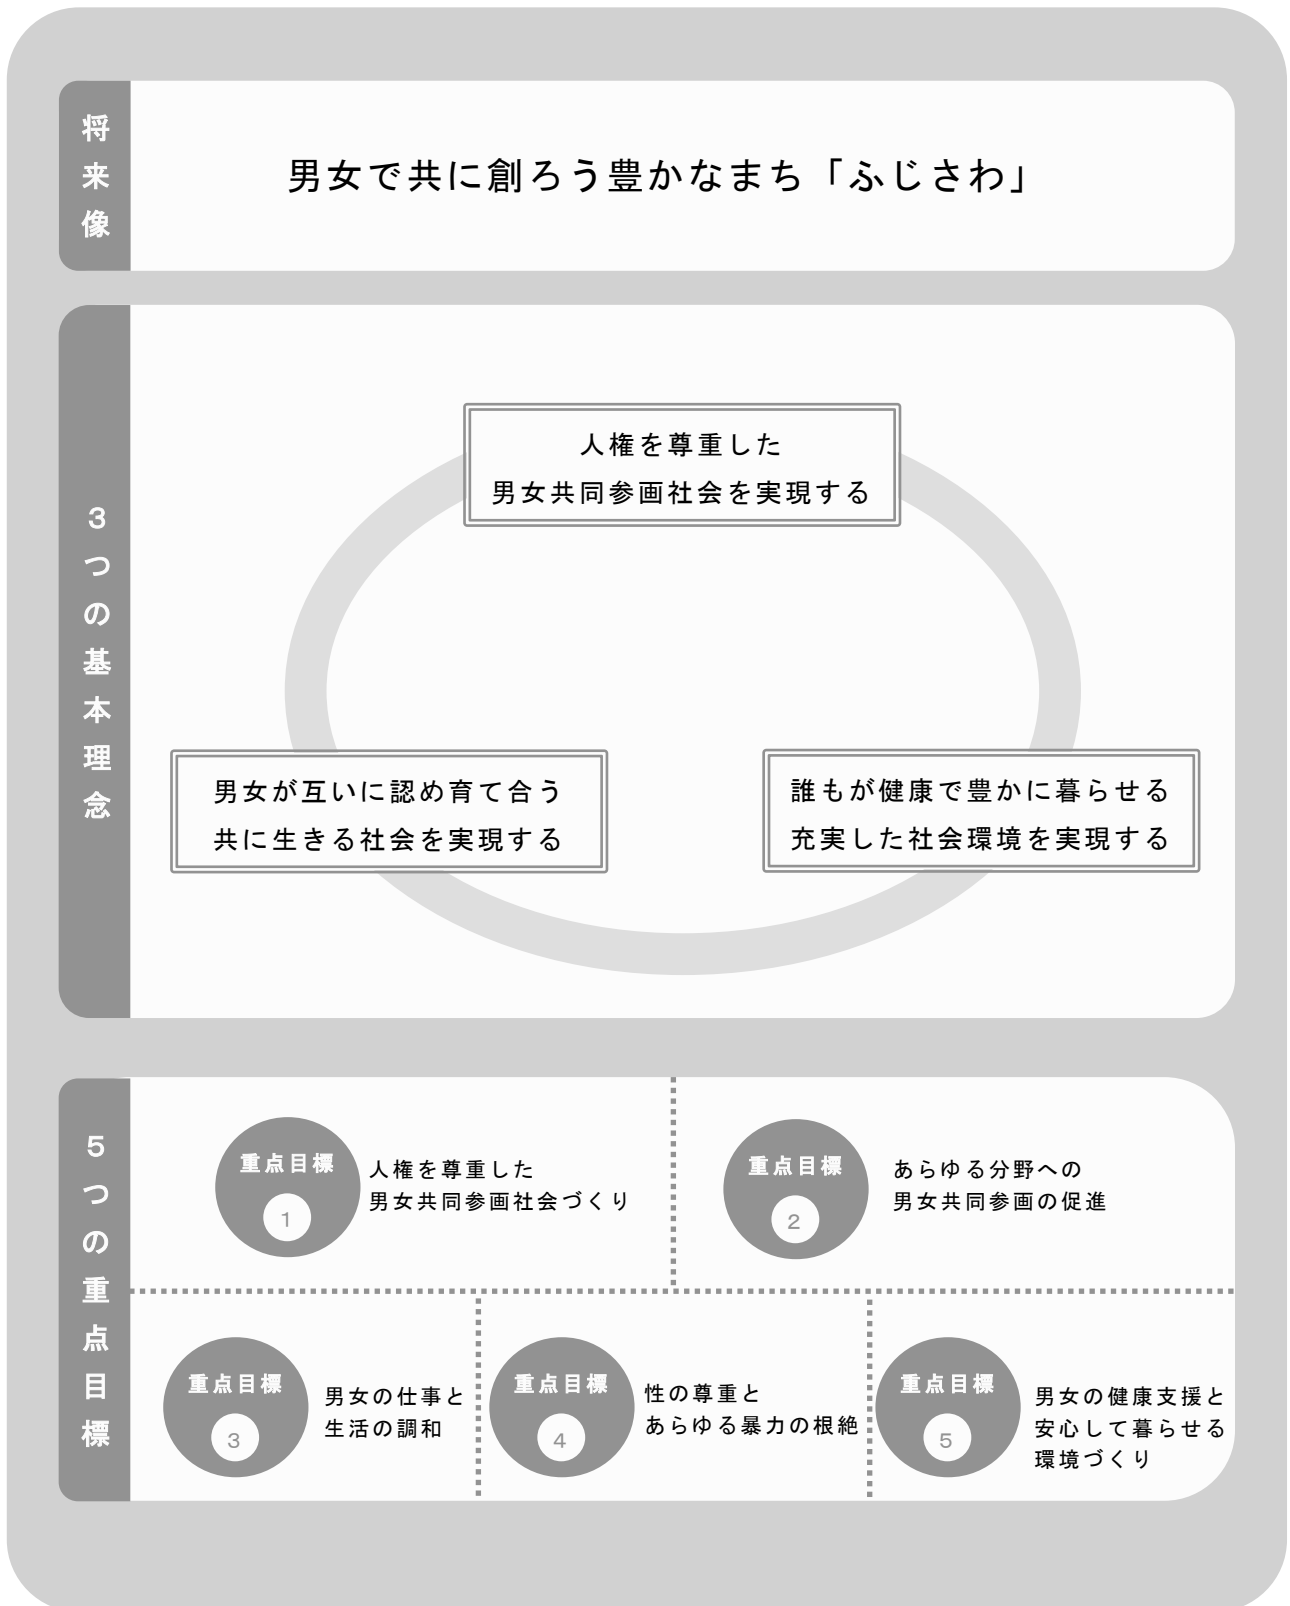 将来像
男女で共に創ろう豊かなまち「ふじさわ」
3つの基本理念
人権を尊重した
男女共同参画社会を実現する
男女が互いに認め育て合う
共に生きる社会を実現する
誰もが健康で豊かに暮らせる
充実した社会環境を実現する
5つの重点目標
重点目標
1
人権を尊重した
男女共同参画社会づくり
重点目標
2
あらゆる分野への
男女共同参画の促進
重点目標
3
男女の仕事と
生活の調和
重点目標
4
性の尊重と
あらゆる暴力の根絶
重点目標
5
男女の健康支援と
安心して暮らせる
環境づくり